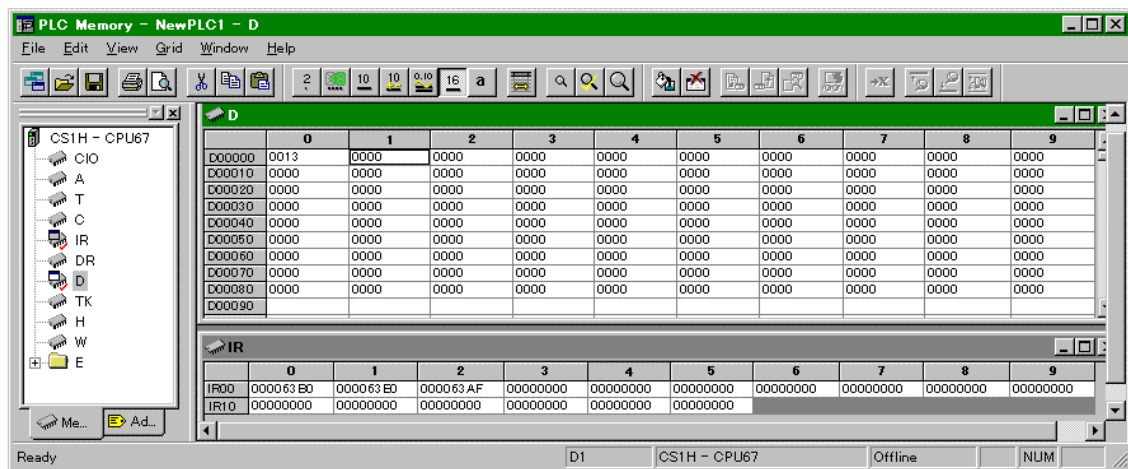 PLC Memory - NewPLC1 - D
File Edit View Grid Window Help
2 10 10 0.10 16 a
CS1H - CPU67
CIO
A
T
C
IR
DR
D
TK
H
W
E
Me... Ad...
D
0 1 2 3 4 5 6 7 8 9
D00000 0013 0000 0000 0000 0000 0000 0000 0000 0000 0000
D00010 0000 0000 0000 0000 0000 0000 0000 0000 0000 0000
D00020 0000 0000 0000 0000 0000 0000 0000 0000 0000 0000
D00030 0000 0000 0000 0000 0000 0000 0000 0000 0000 0000
D00040 0000 0000 0000 0000 0000 0000 0000 0000 0000 0000
D00050 0000 0000 0000 0000 0000 0000 0000 0000 0000 0000
D00060 0000 0000 0000 0000 0000 0000 0000 0000 0000 0000
D00070 0000 0000 0000 0000 0000 0000 0000 0000 0000 0000
D00080 0000 0000 0000 0000 0000 0000 0000 0000 0000 0000
D00090
IR
0 1 2 3 4 5 6 7 8 9
IR00 000063B0 000063B0 000063AF 00000000 00000000 00000000 00000000 00000000 00000000 00000000
IR10 00000000 00000000 00000000 00000000 00000000 00000000
Ready D1 CS1H - CPU67 Offline NUM